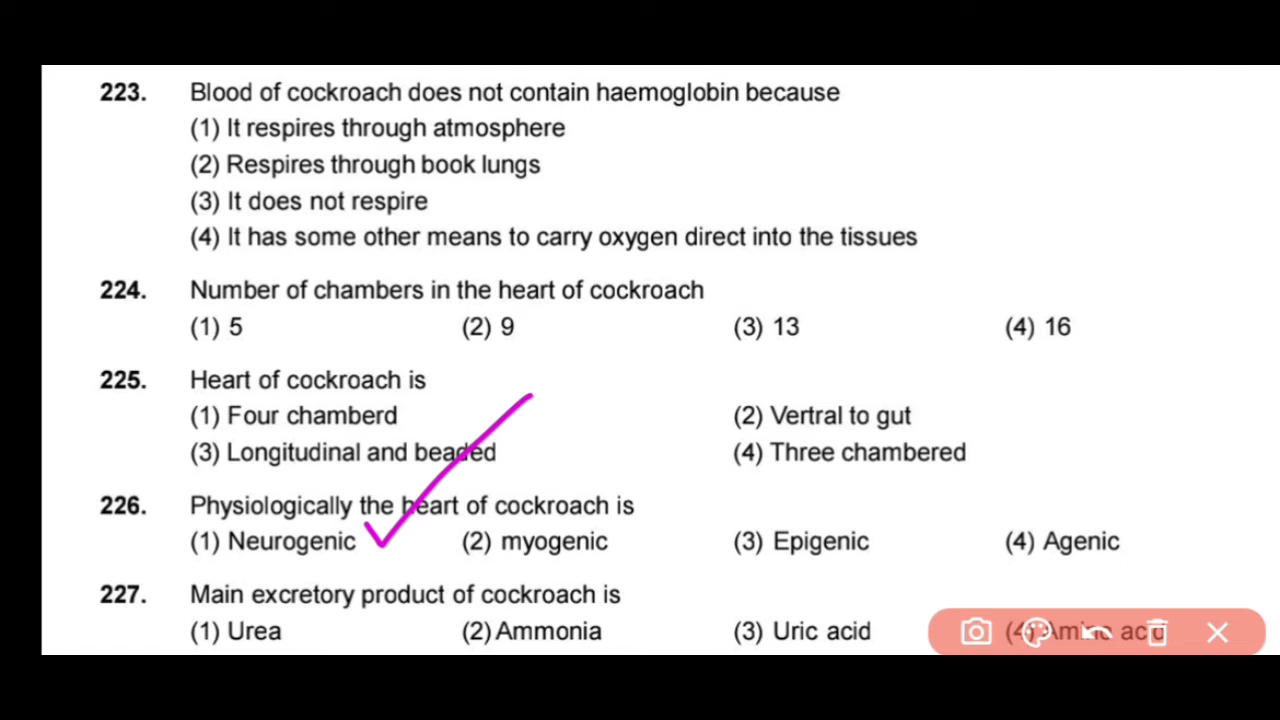 223. Blood of cockroach does not contain haemoglobin because
(1) It respires through atmosphere
(2) Respires through book lungs
(3) It does not respire
(4) It has some other means to carry oxygen direct into the tissues
224. Number of chambers in the heart of cockroach
(1) 5 (2) 9 (3) 13 (4) 16
225. Heart of cockroach is
(1) Four chamberd (2) Vertral to gut
(3) Longitudinal and beaded (4) Three chambered
226. Physiologically the heart of cockroach is
(1) Neurogenic (2) myogenic (3) Epigenic (4) Agenic
227. Main excretory product of cockroach is
(1) Urea (2) Ammonia (3) Uric acid (4) Amino acid